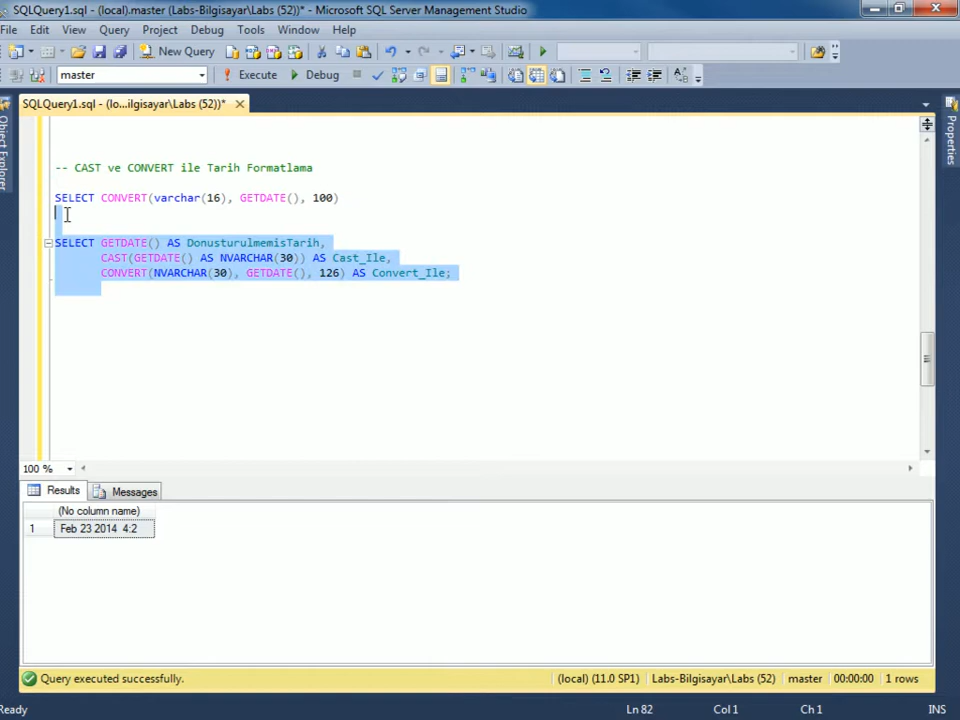 SQLQuery1.sql - (local).master (Labs-Bilgisayar\Labs (52))* - Microsoft SQL Server Management Studio
File Edit View Query Project Debug Tools Window Help
New Query
master Execute Debug
SQLQuery1.sql - (lo...ilgisayar\Labs (52))*
Object Explorer
Properties
-- CAST ve CONVERT ile Tarih Formatlama
SELECT CONVERT(varchar(16), GETDATE(), 100)
SELECT GETDATE() AS DonusturulmemisTarih,
CAST(GETDATE() AS NVARCHAR(30)) AS Cast_Ile,
CONVERT(NVARCHAR(30), GETDATE(), 126) AS Convert_Ile;
100 %
Results Messages
(No column name)
1 Feb 23 2014 4:2
Query executed successfully. (local) (11.0 SP1) Labs-Bilgisayar\Labs (52) master 00:00:00 1 rows
Ready Ln 82 Col 1 Ch 1 INS